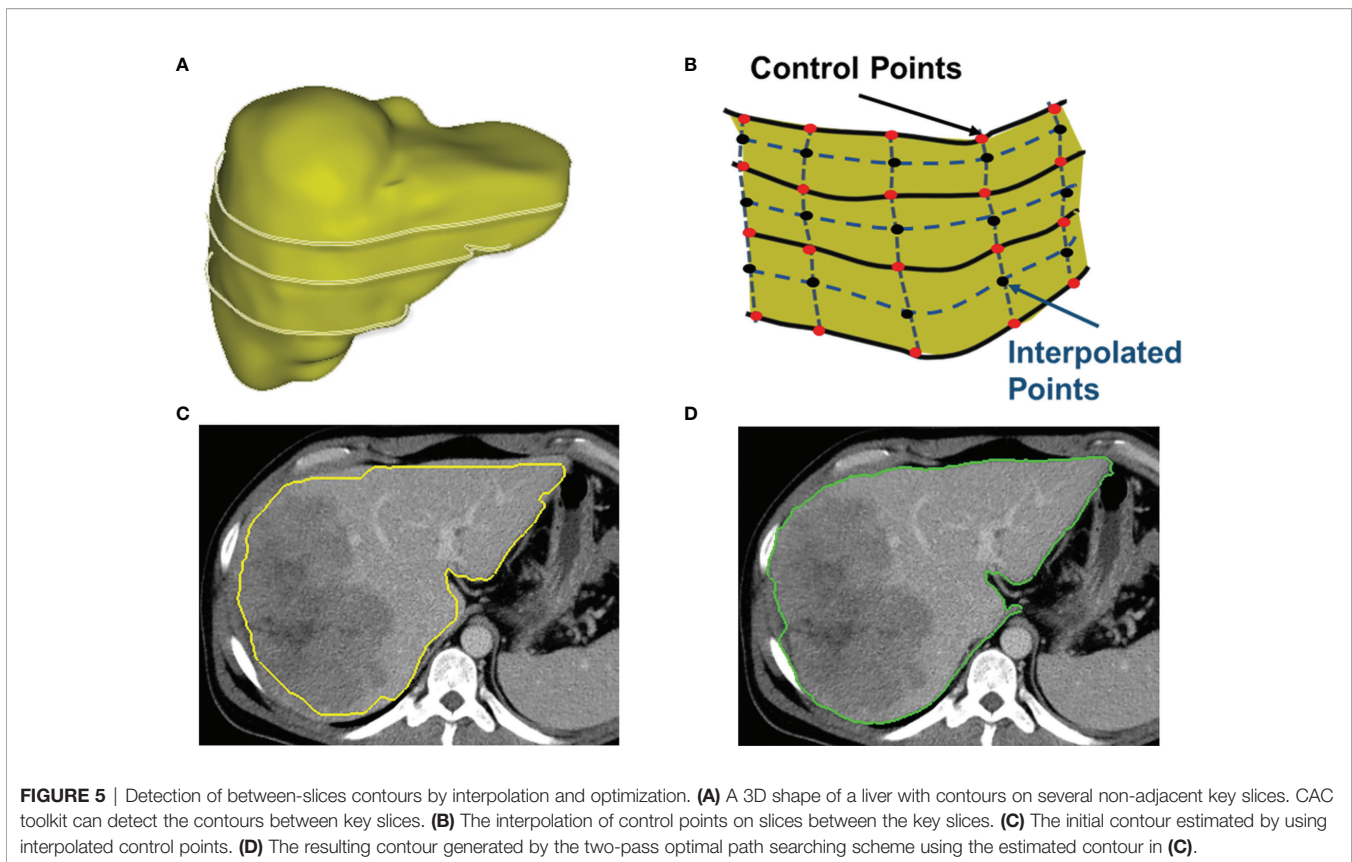 A
B
Control Points
Interpolated
Points
C
D
FIGURE 5 | Detection of between-slices contours by interpolation and optimization. (A) A 3D shape of a liver with contours on several non-adjacent key slices. CAC
toolkit can detect the contours between key slices. (B) The interpolation of control points on slices between the key slices. (C) The initial contour estimated by using
interpolated control points. (D) The resulting contour generated by the two-pass optimal path searching scheme using the estimated contour in (C).